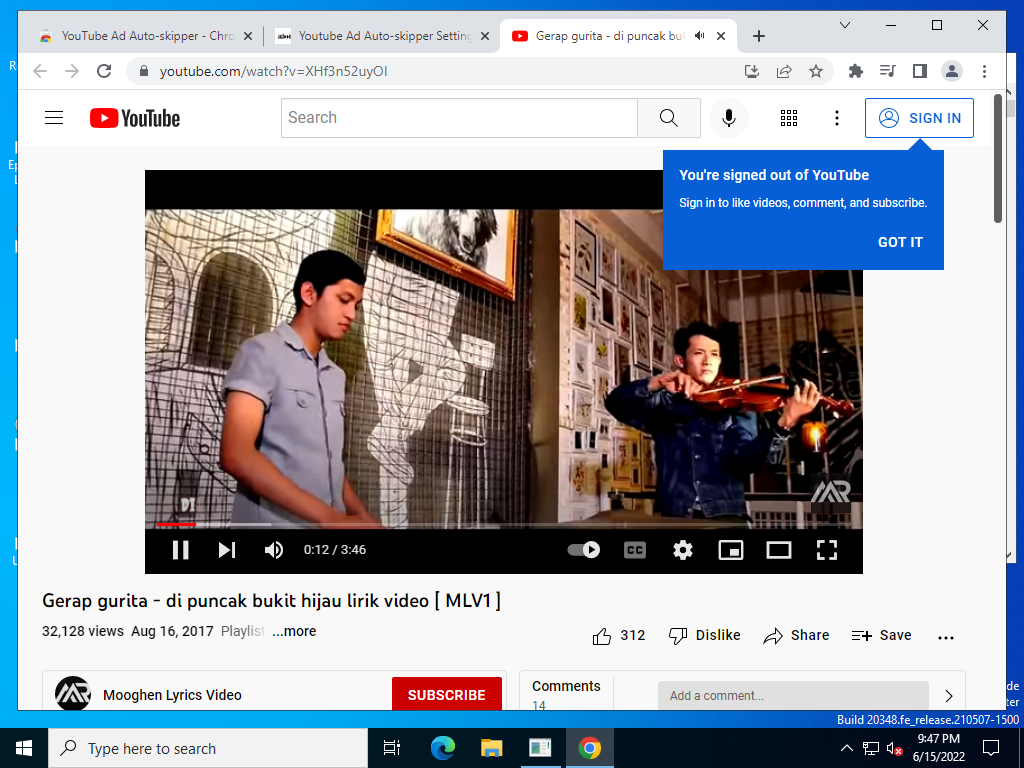 YouTube Ad Auto-skipper - Chro
Youtube Ad Auto-skipper Setting
Gerap gurita - di puncak bu
youtube.com/watch?v=XHf3n52uyOI
YouTube
Search
SIGN IN
You're signed out of YouTube
Sign in to like videos, comment, and subscribe.
GOT IT
MR
0:12 / 3:46
CC
Gerap gurita - di puncak bukit hijau lirik video [ MLV1 ]
32,128 views Aug 16, 2017 Playlist ...more
312
Dislike
Share
Save
Mooghen Lyrics Video
SUBSCRIBE
Comments
14
Add a comment...
Build 20348.fe_release.210507-1500
Type here to search
9:47 PM
6/15/2022